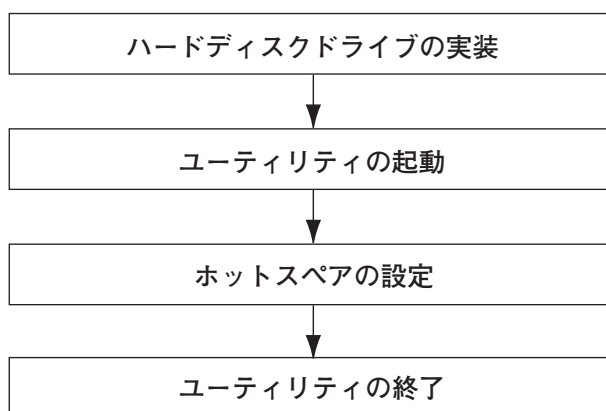 ハードディスクドライブの実装
ユーティリティの起動
ホットスペアの設定
ユーティリティの終了